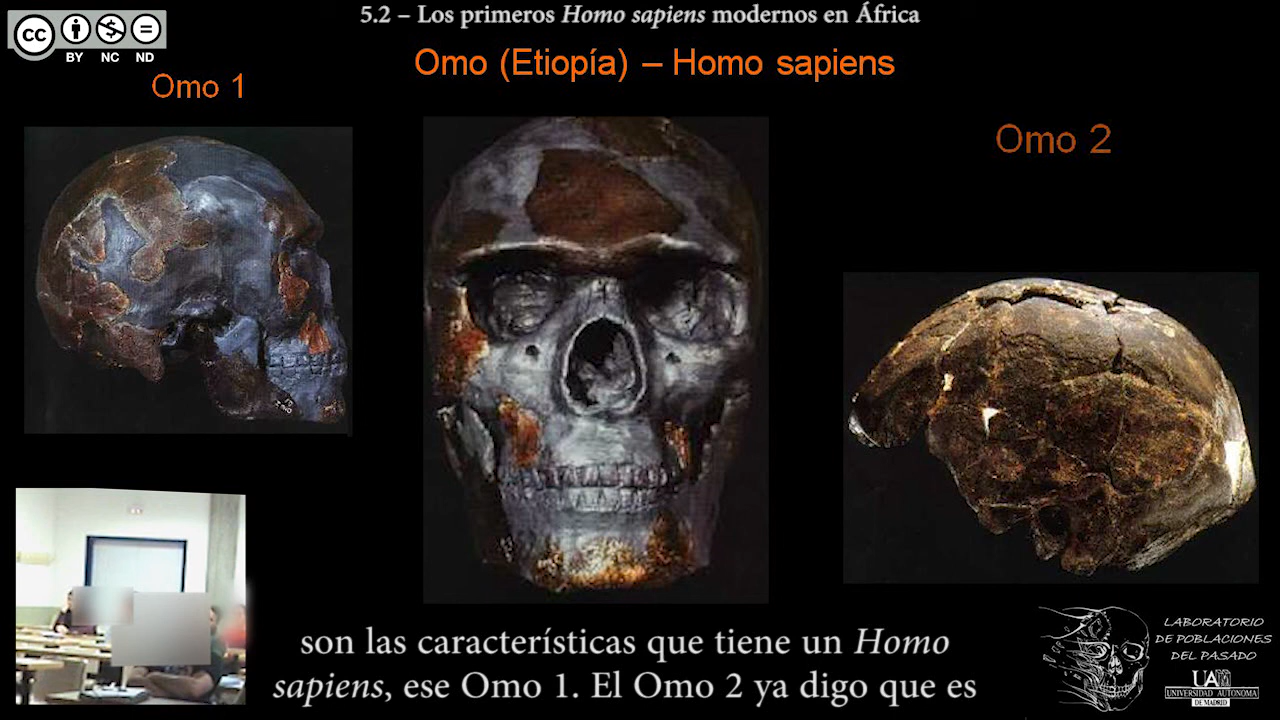 5.2 – Los primeros Homo sapiens modernos en África
cc
BY NC ND
Omo (Etiopía) – Homo sapiens
Omo 1
Omo 2
son las características que tiene un Homo
sapiens, ese Omo 1. El Omo 2 ya digo que es
LABORATORIO
DE POBLACIONES
DEL PASADO
UAM
UNIVERSIDAD AUTONOMA
DE MADRID